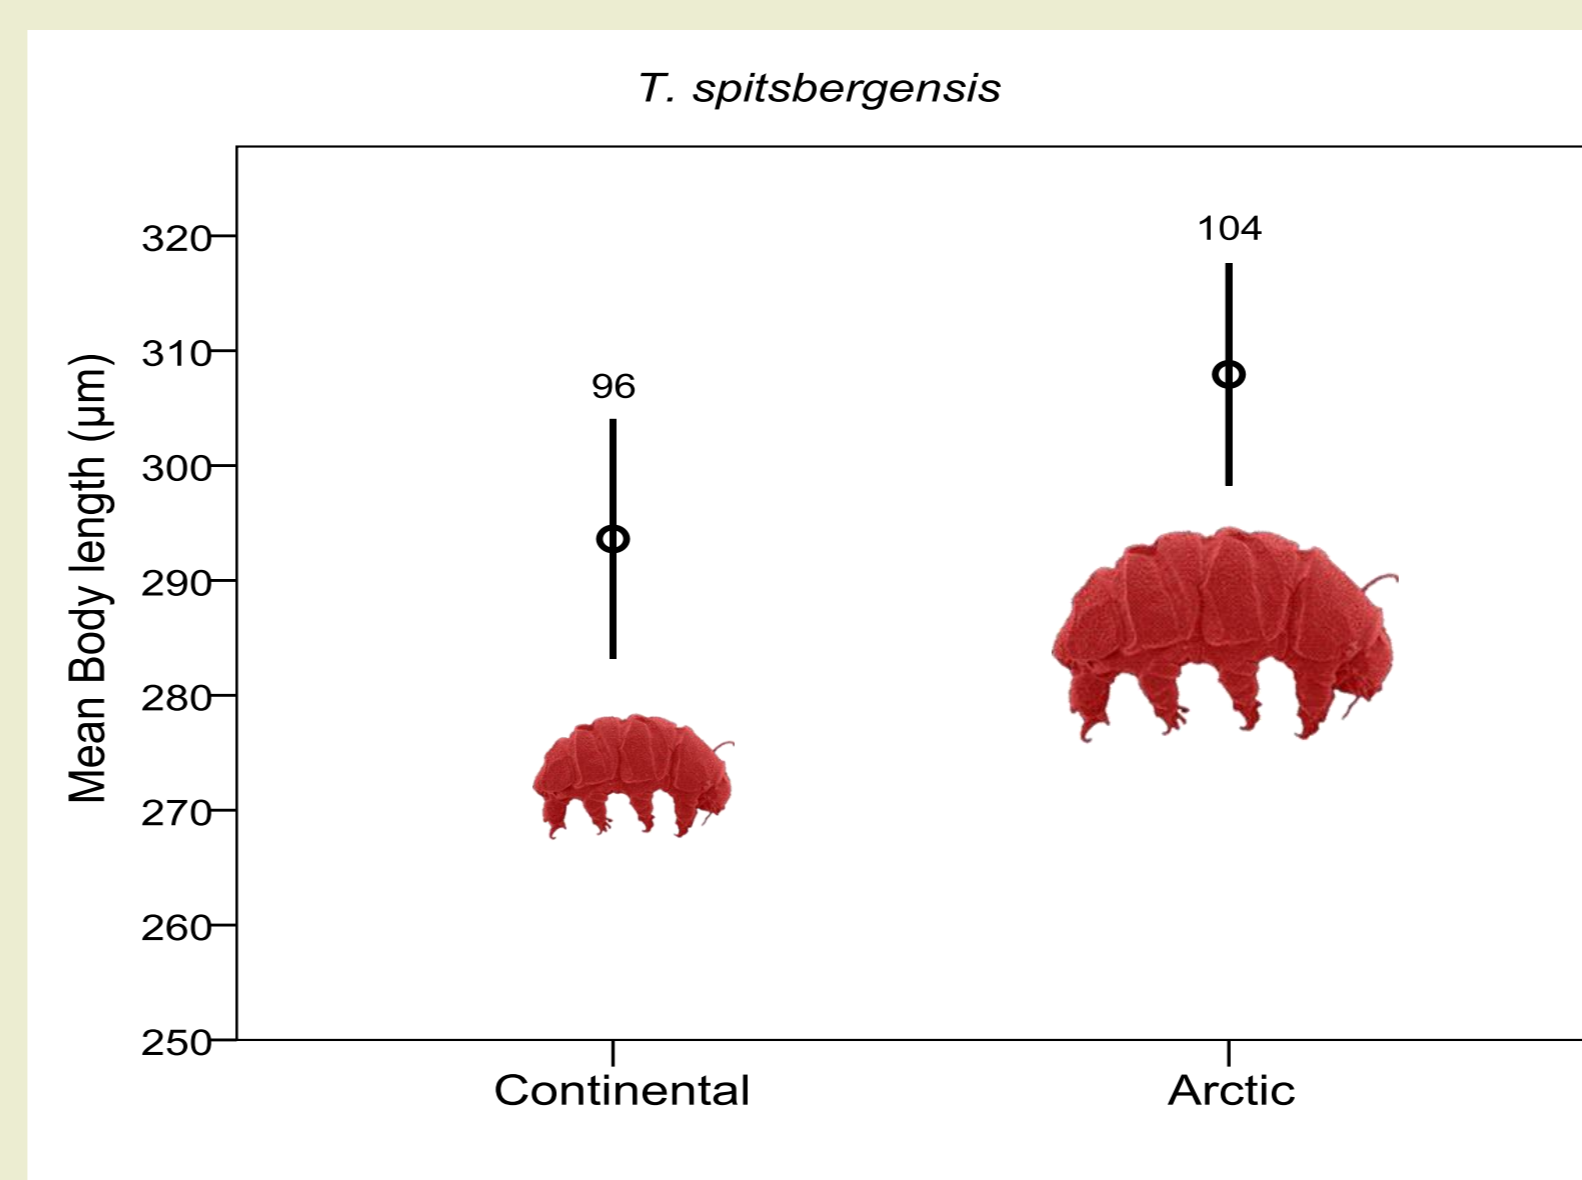 T. spitsbergensis
104
96
320
310
300
290
280
270
260
250
Mean Body length (µm)
Continental
Arctic